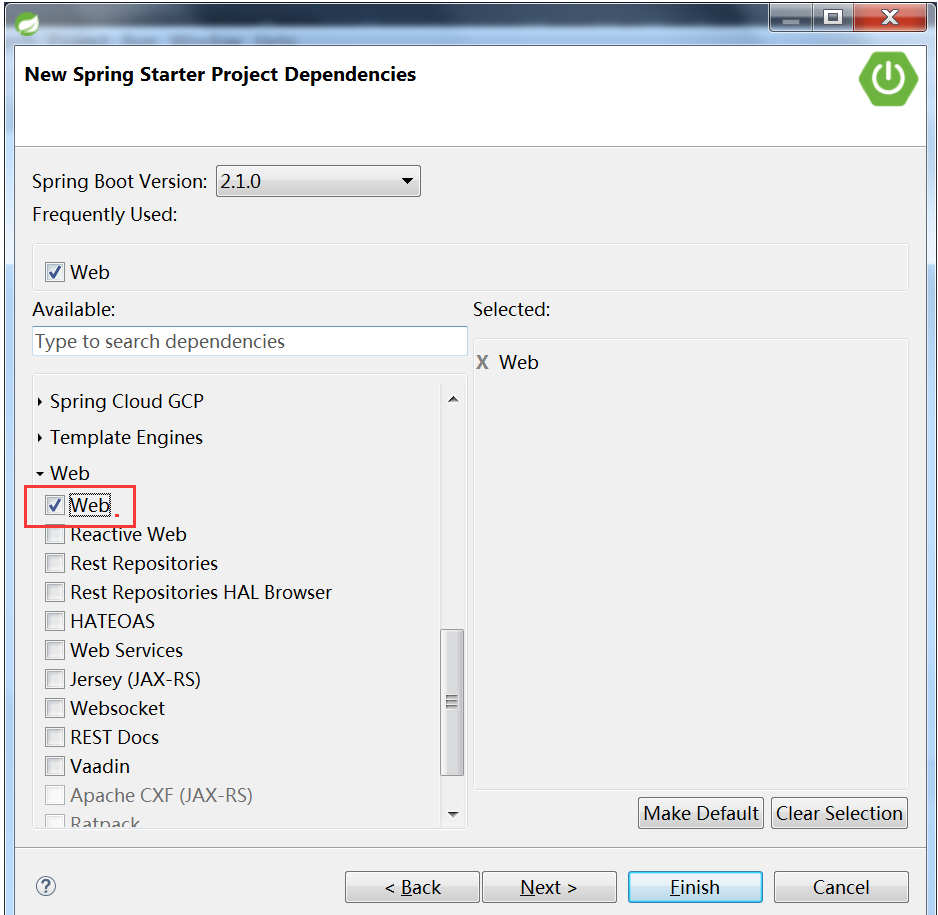 New Spring Starter Project Dependencies
Spring Boot Version: 2.1.0
Frequently Used:
Web
Available:
Selected:
Type to search dependencies
X Web
Spring Cloud GCP
Template Engines
Web
Web
Reactive Web
Rest Repositories
Rest Repositories HAL Browser
HATEOAS
Web Services
Jersey (JAX-RS)
Websocket
REST Docs
Vaadin
Apache CXF (JAX-RS)
Ratpack
Make Default
Clear Selection
?
< Back
Next >
Finish
Cancel